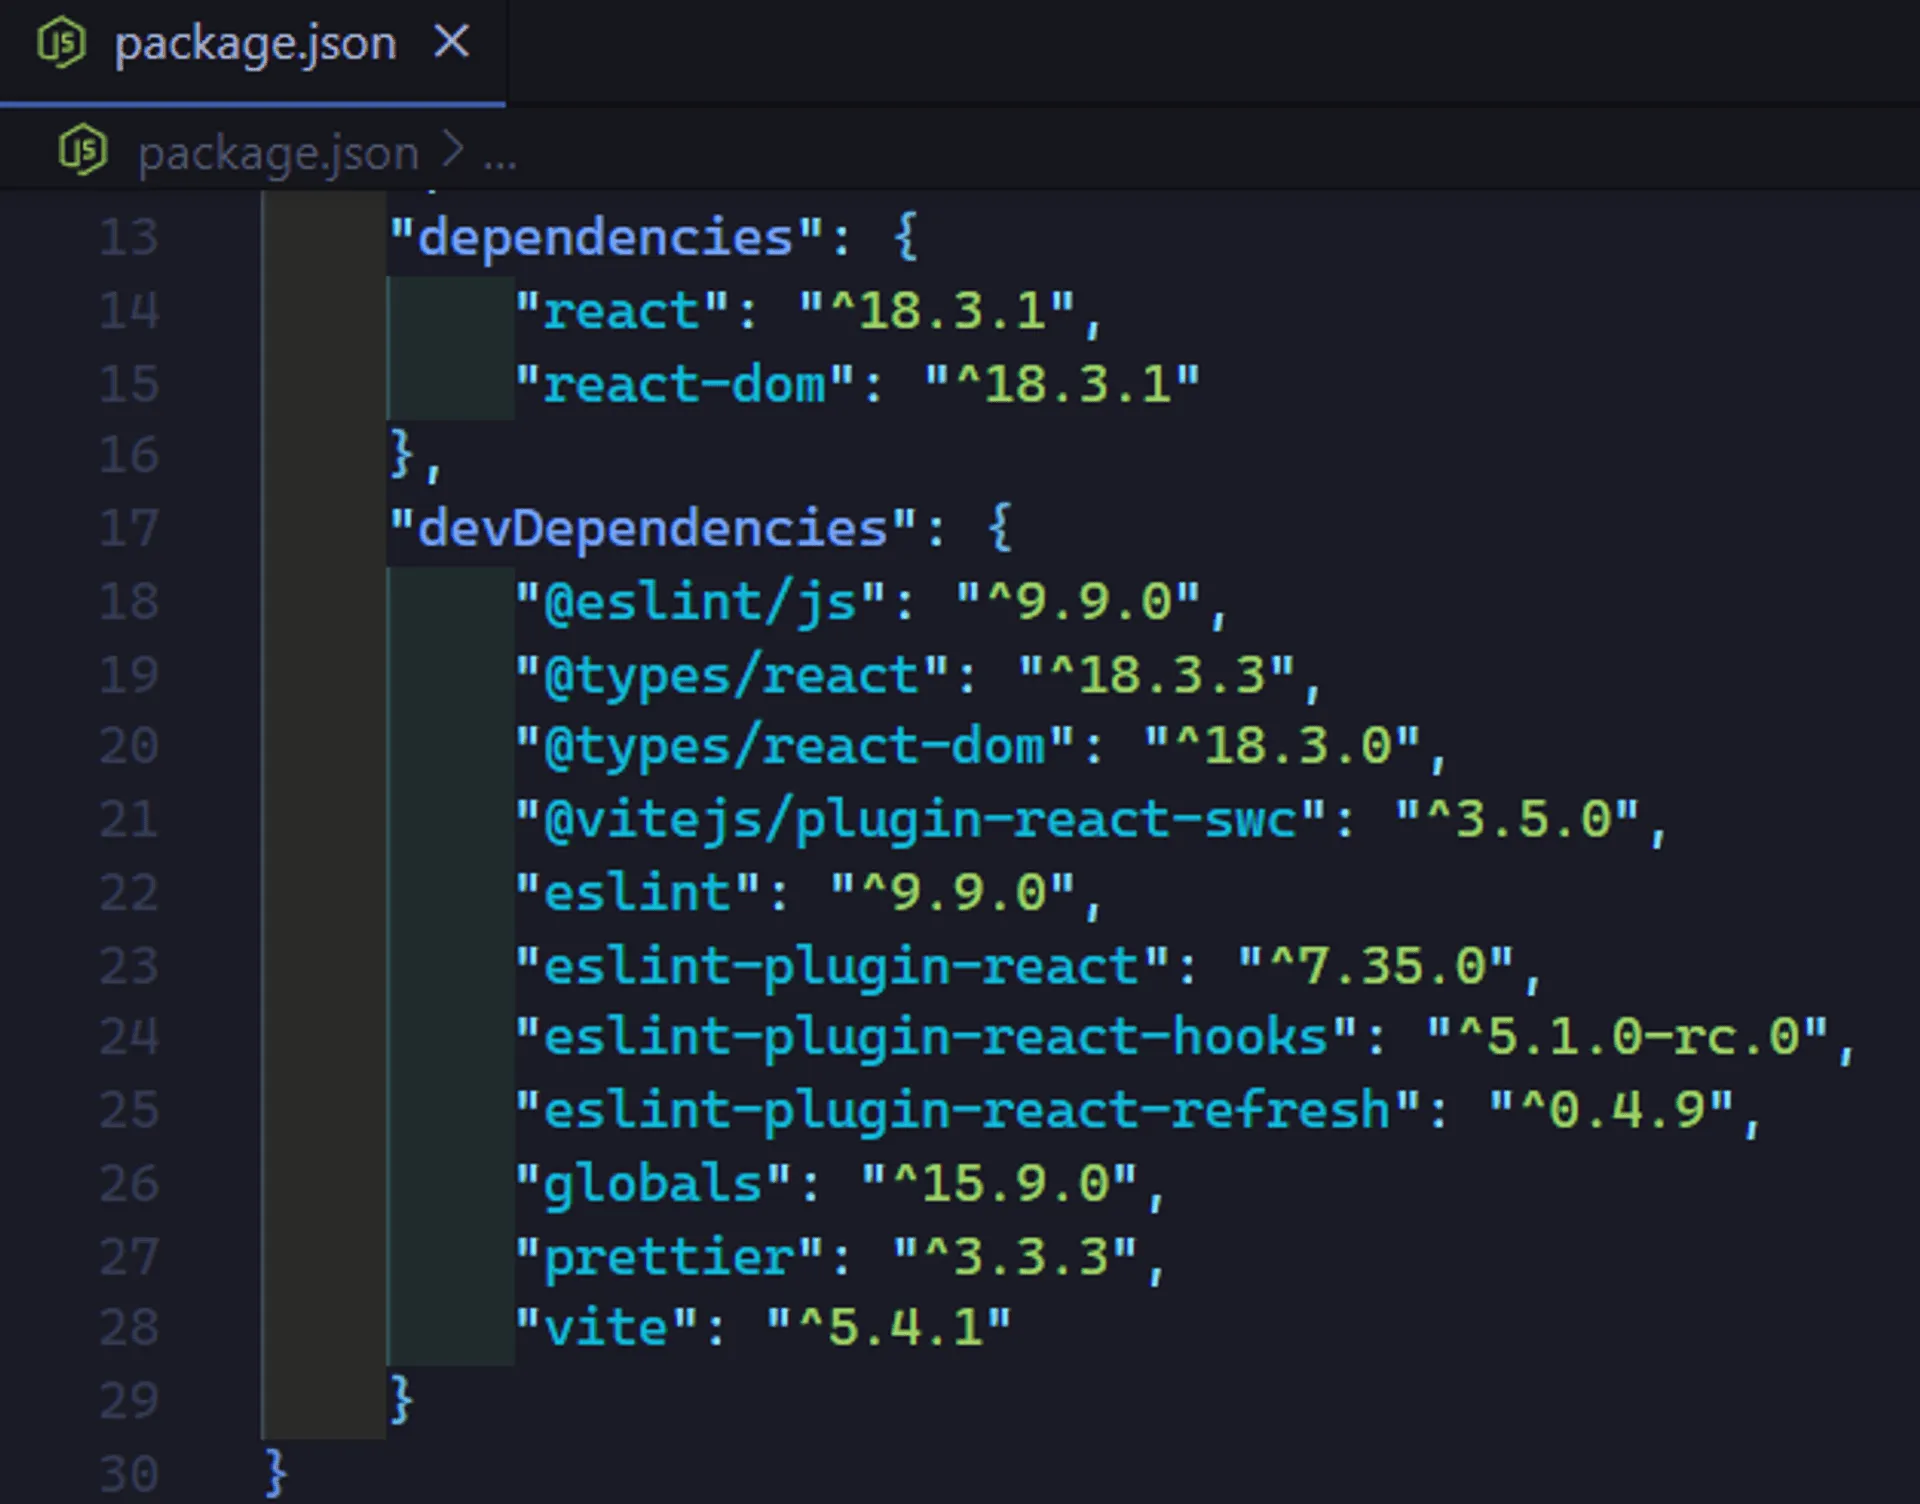 package.json
package.json > ...
13 "dependencies": {
14 "react": "^18.3.1",
15 "react-dom": "^18.3.1"
16 },
17 "devDependencies": {
18 "@eslint/js": "^9.9.0",
19 "@types/react": "^18.3.3",
20 "@types/react-dom": "^18.3.0",
21 "@vitejs/plugin-react-swc": "^3.5.0",
22 "eslint": "^9.9.0",
23 "eslint-plugin-react": "^7.35.0",
24 "eslint-plugin-react-hooks": "^5.1.0-rc.0",
25 "eslint-plugin-react-refresh": "^0.4.9",
26 "globals": "^15.9.0",
27 "prettier": "^3.3.3",
28 "vite": "^5.4.1"
29 }
30 }